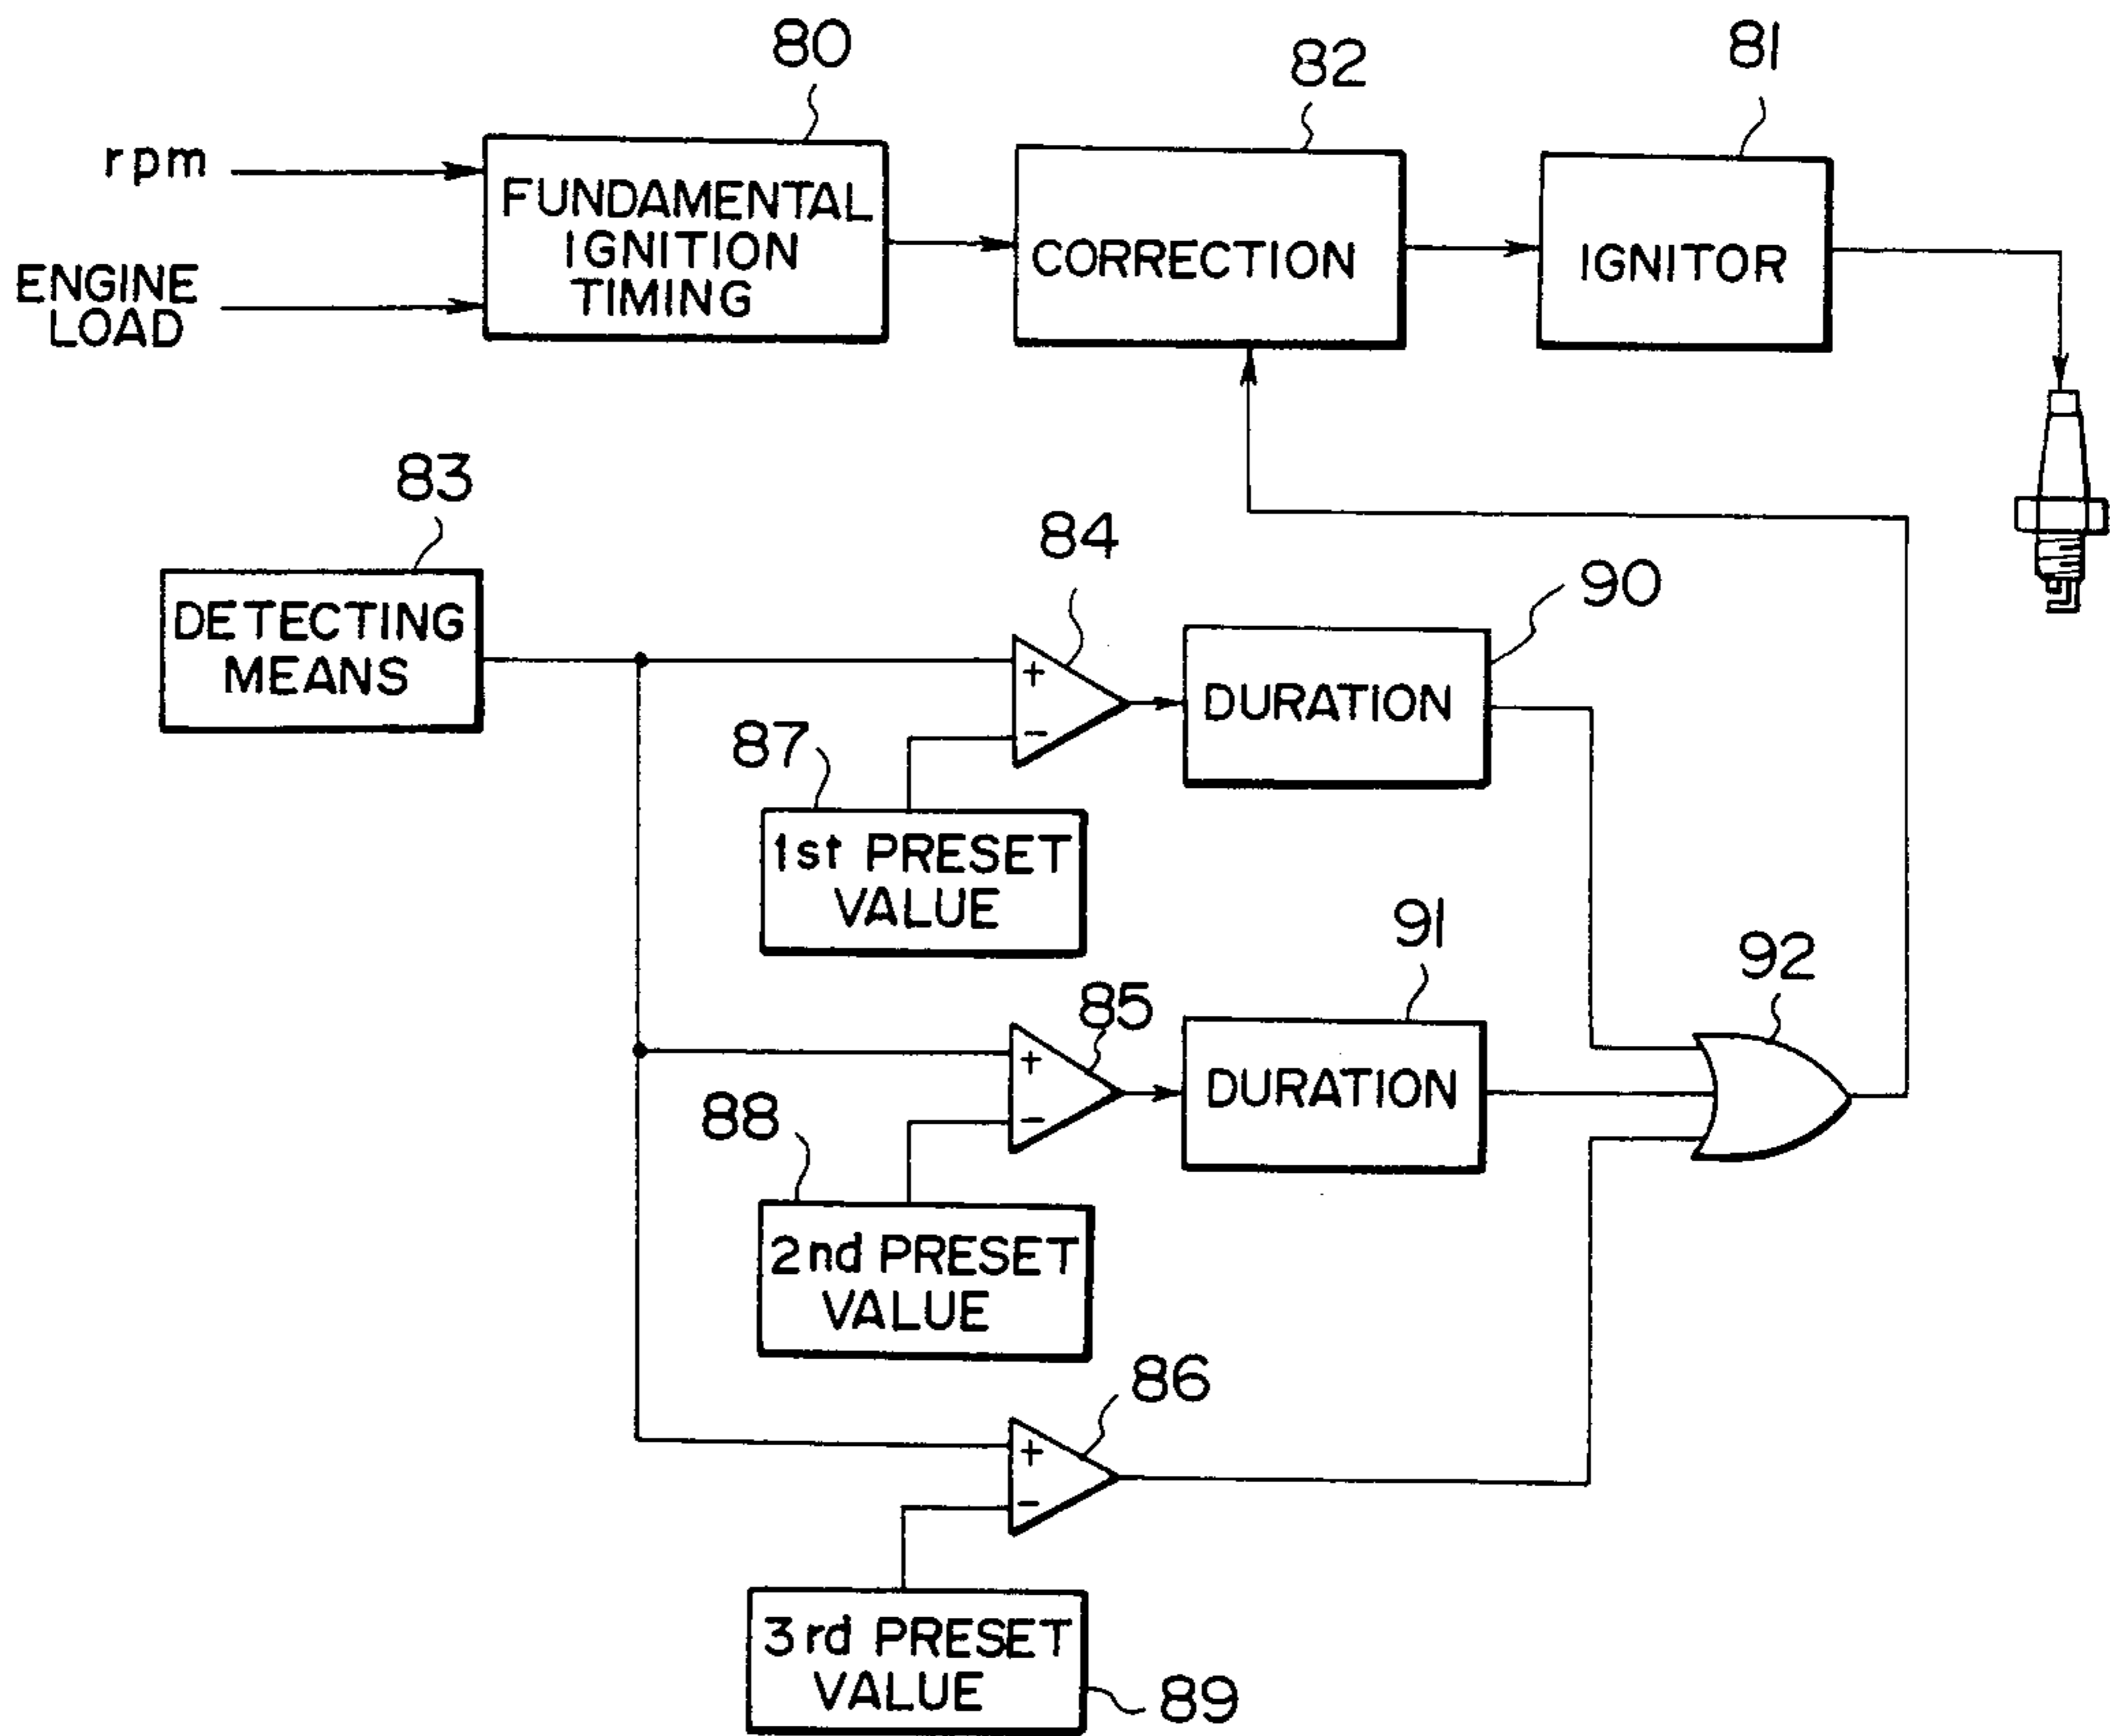 80
82
81
rpm
FUNDAMENTAL
IGNITION
TIMING
CORRECTION
IGNITOR
ENGINE
LOAD
83
84
90
DETECTING
MEANS
+
-
DURATION
87
1st PRESET
VALUE
91
92
85
+
-
DURATION
88
2nd PRESET
VALUE
86
+
-
3rd PRESET
VALUE
89